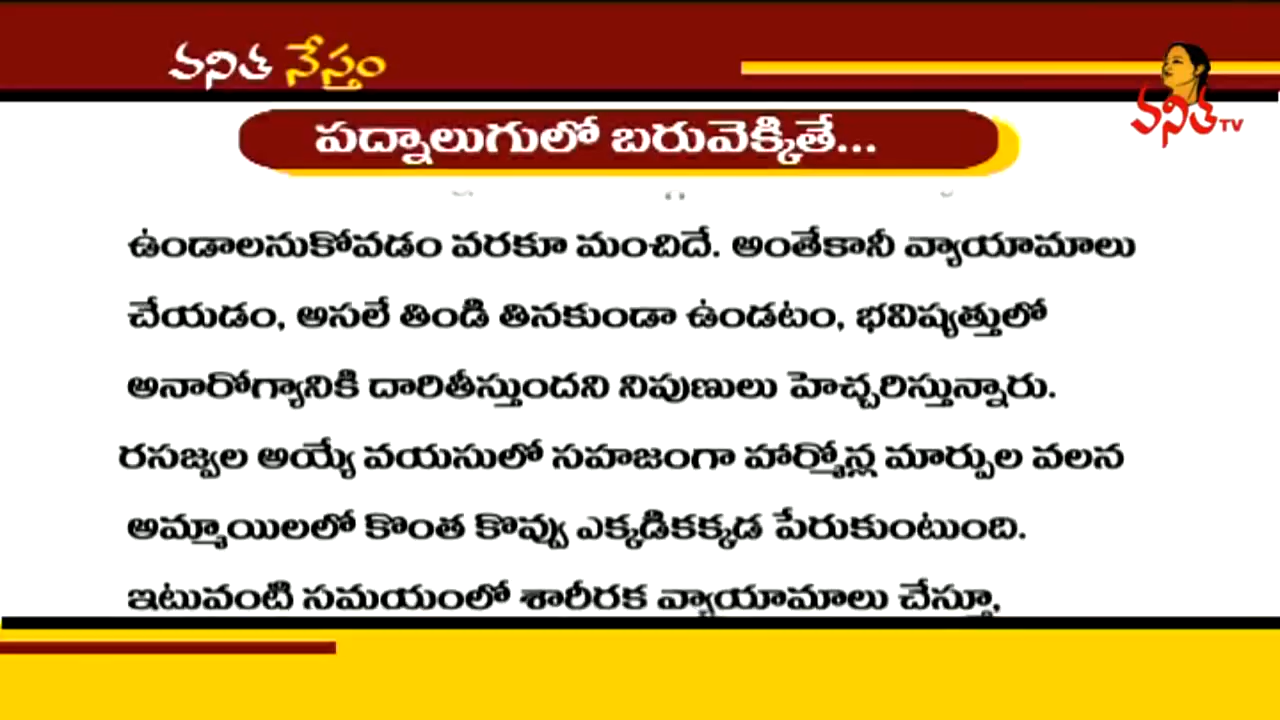 వనిత నేస్తం
వనిత TV
పద్నాలుగులో బరువెక్కితే...
ఉండాలనుకోవడం వరకూ మంచిదే. అంతేకానీ వ్యాయామాలు
చేయడం, అసలే తిండి తినకుండా ఉండటం, భవిష్యత్తులో
అనారోగ్యానికి దారితీస్తుందని నిపుణులు హెచ్చరిస్తున్నారు.
రసజ్వల అయ్యే వయసులో సహజంగా హార్మోన్ల మార్పుల వలన
అమ్మాయిలలో కొంత కొవ్వు ఎక్కడికక్కడ పేరుకుంటుంది.
ఇటువంటి సమయంలో శారీరక వ్యాయామాలు చేస్తూ,